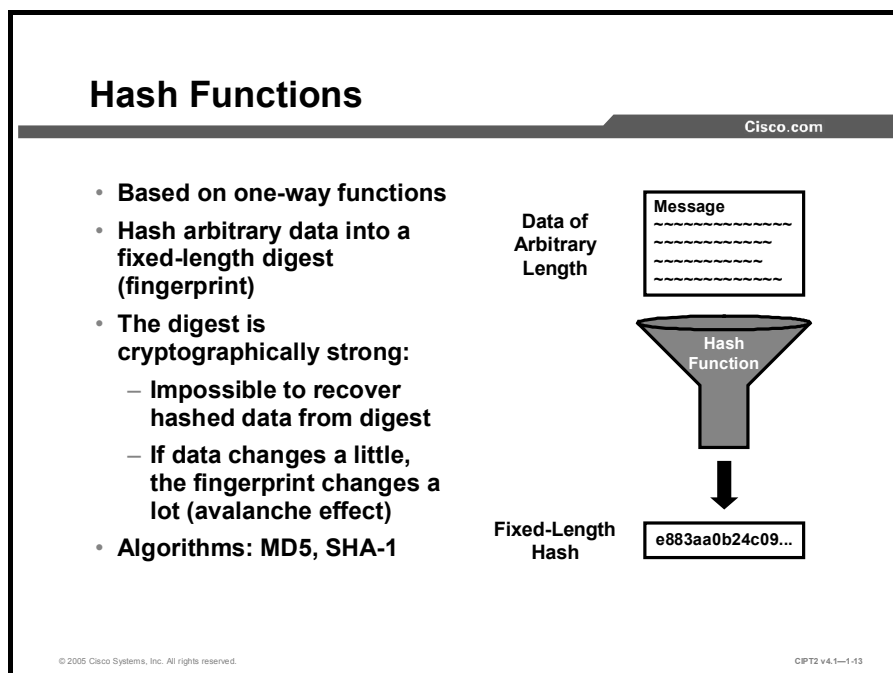 Hash Functions
Cisco.com
• Based on one-way functions
• Hash arbitrary data into a
fixed-length digest
(fingerprint)
• The digest is
cryptographically strong:
– Impossible to recover
hashed data from digest
– If data changes a little,
the fingerprint changes a
lot (avalanche effect)
• Algorithms: MD5, SHA-1
Data of
Arbitrary
Length
Message
~~~~~~~~~~~~~~
~~~~~~~~~~~~
~~~~~~~~~~~
~~~~~~~~~~~~~
Hash
Function
Fixed-Length
Hash
e883aa0b24c09...
© 2005 Cisco Systems, Inc. All rights reserved.
CIPT2 v4.1—1-13